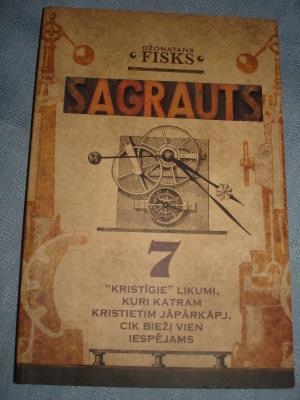 DŽONATANS
· FISKS ·
SAGRAUTS
7
"KRISTĪGIE" LIKUMI,
KURI KATRAM
KRISTIETIM JĀPĀRKĀPJ,
CIK BIEŽI VIEN
IESPĒJAMS